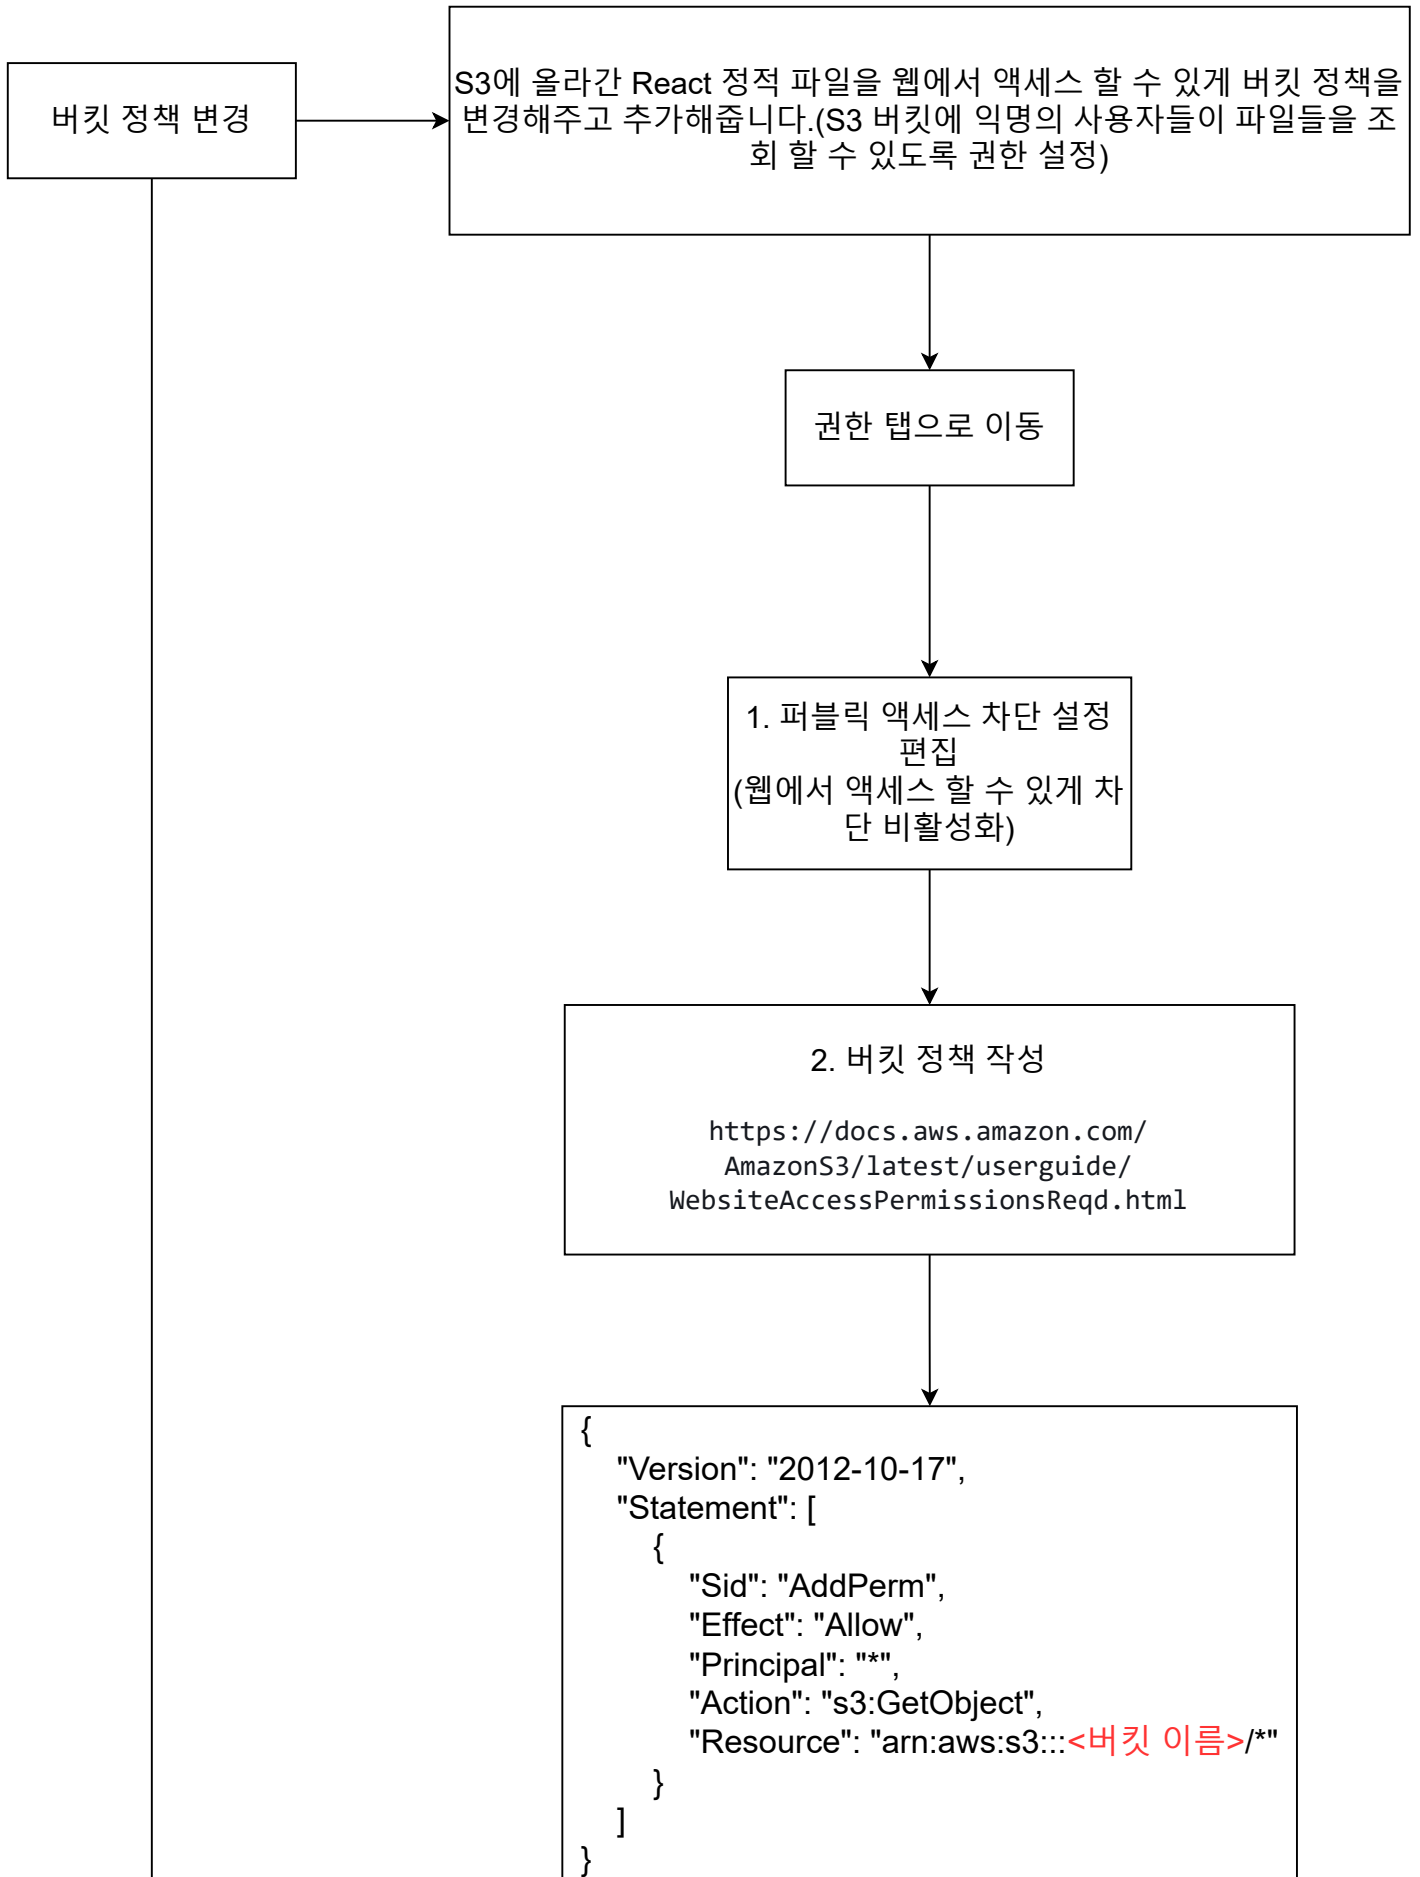 버킷 정책 변경
S3에 올라간 React 정적 파일을 웹에서 액세스 할 수 있게 버킷 정책을
변경해주고 추가해줍니다.(S3 버킷에 익명의 사용자들이 파일들을 조
회 할 수 있도록 권한 설정)
권한 탭으로 이동
1. 퍼블릭 액세스 차단 설정
편집
(웹에서 액세스 할 수 있게 차
단 비활성화)
2. 버킷 정책 작성
https://docs.aws.amazon.com/
AmazonS3/latest/userguide/
WebsiteAccessPermissionsReqd.html
{
"Version": "2012-10-17",
"Statement": [
{
"Sid": "AddPerm",
"Effect": "Allow",
"Principal": "*",
"Action": "s3:GetObject",
"Resource": "arn:aws:s3:::<버킷 이름>/*"
}
]
}